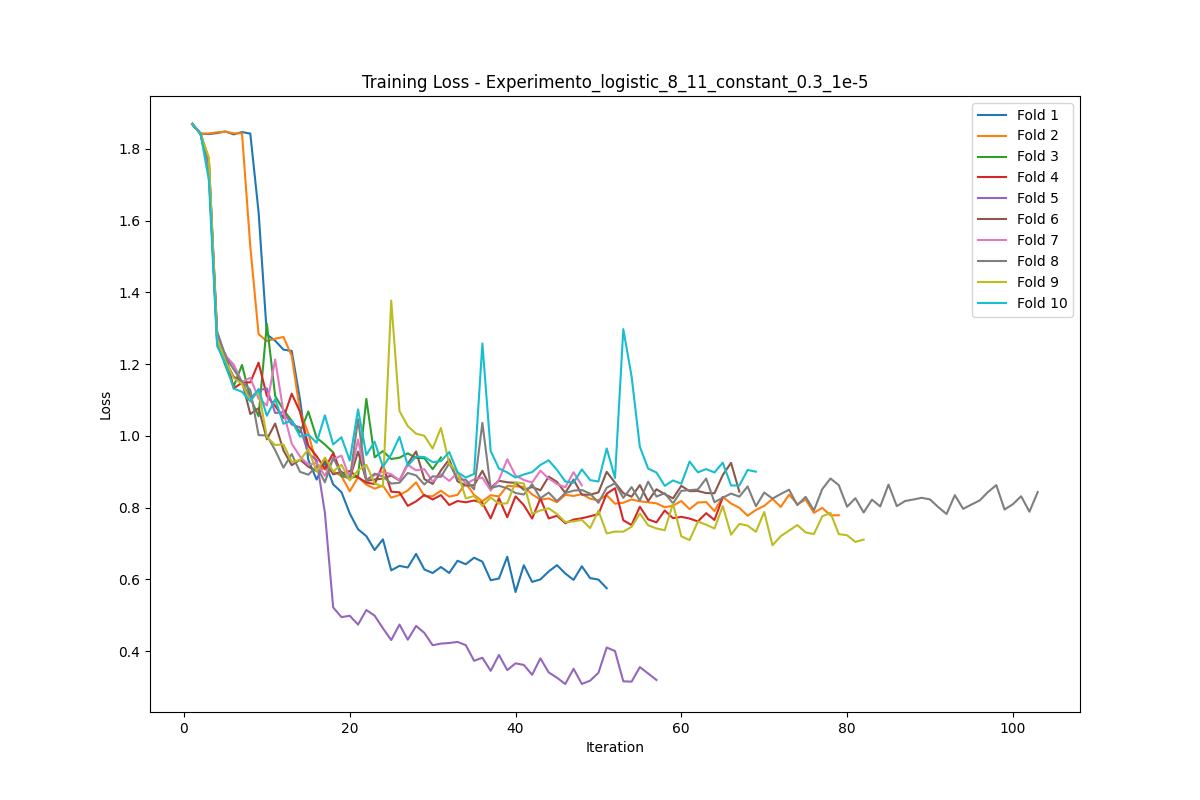 Training Loss - Experimento_logistic_8_11_constant_0.3_1e-5
Loss
1.8
1.6
1.4
1.2
1.0
0.8
0.6
0.4
Fold 1
Fold 2
Fold 3
Fold 4
Fold 5
Fold 6
Fold 7
Fold 8
Fold 9
Fold 10
0 20 40 60 80 100
Iteration